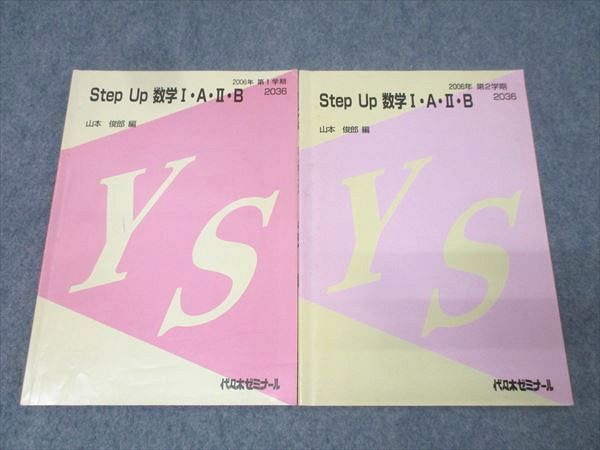 2006年 第1学期
Step Up 数学Ⅰ・A・Ⅱ・B
2036
山本 俊郎 編
YS
代々木ゼミナール
2006年 第2学期
Step Up 数学Ⅰ・A・Ⅱ・B
2036
山本 俊郎 編
YS
代々木ゼミナール